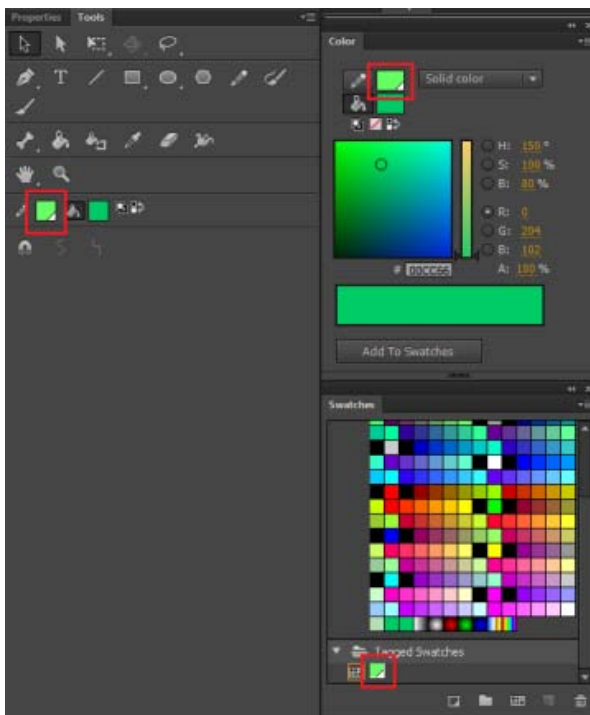 Properties Tools
T
Color
Solid color
H: 150 °
S: 100 %
B: 80 %
R: 0
G: 204
B: 102
# 00CC66
A: 100 %
Add To Swatches
Swatches
Tagged Swatches